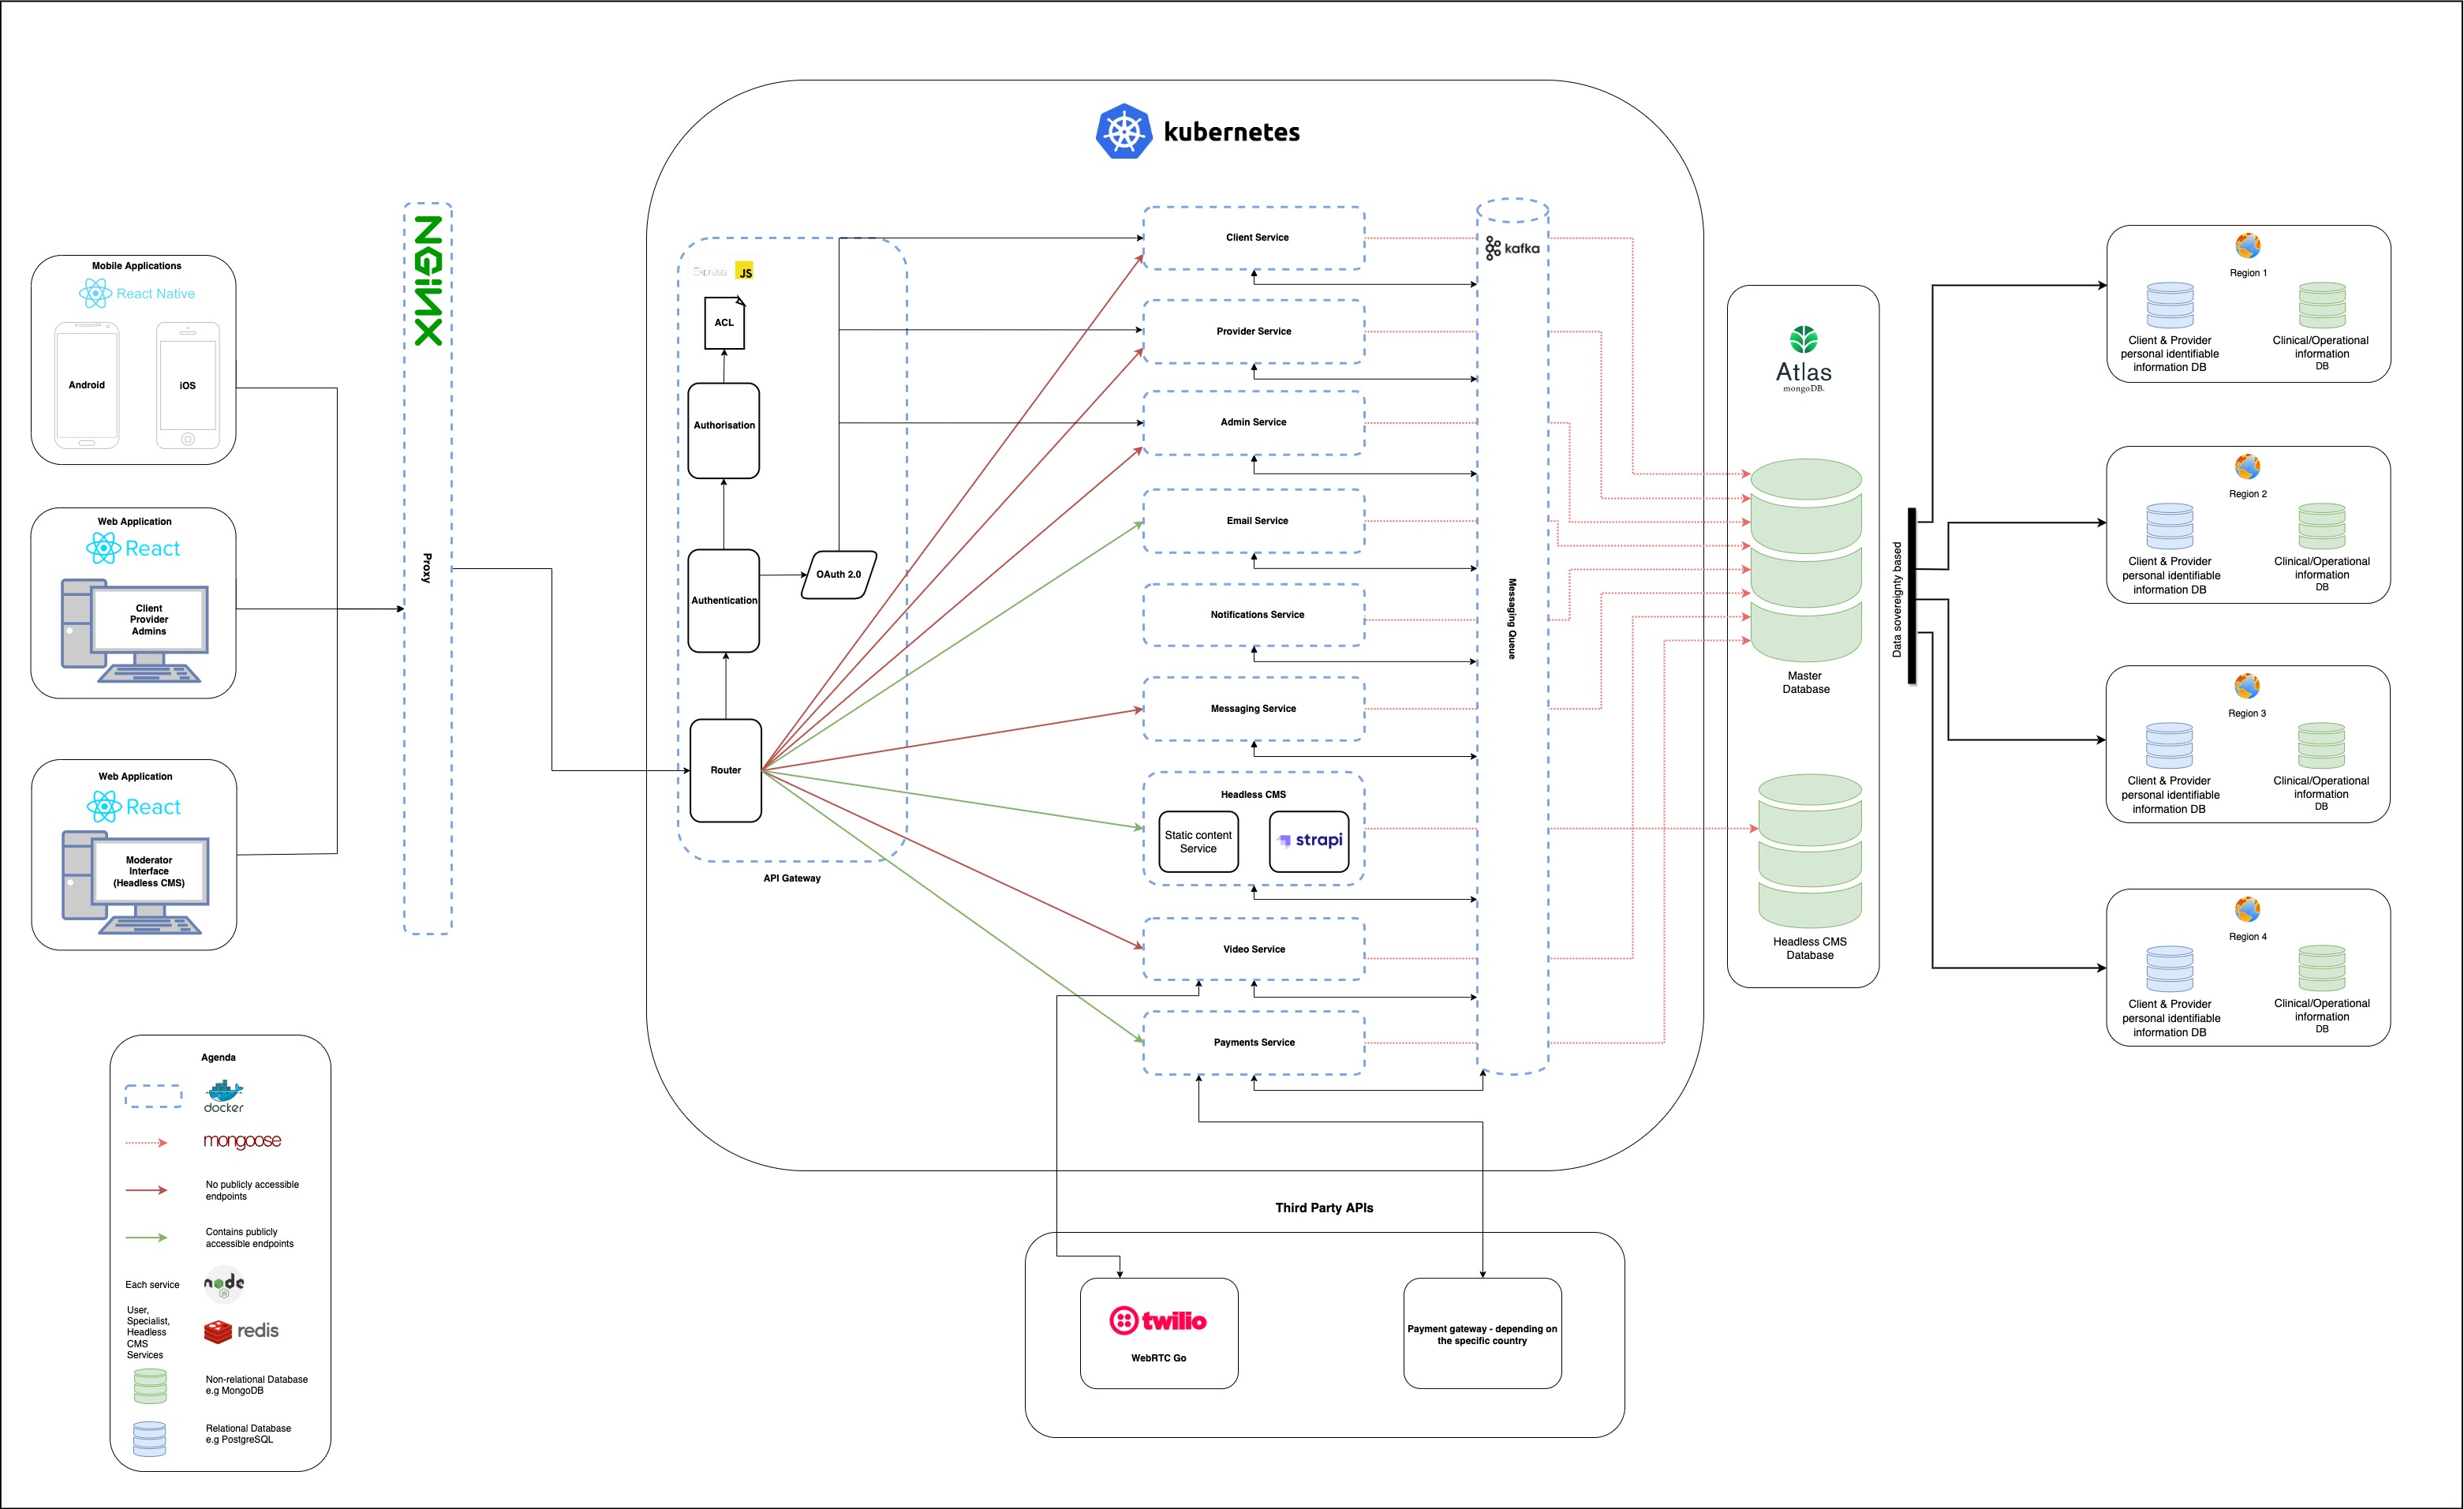 kubernetes
Mobile Applications
React Native
Android
iOS
Web Application
React
Client
Provider
Admins
Web Application
React
Moderator
Interface
(Headless CMS)
NGINX
Proxy
Express
JS
ACL
Authorisation
Authentication
OAuth 2.0
Router
API Gateway
Client Service
Provider Service
Admin Service
Email Service
Notifications Service
Messaging Service
Headless CMS
Static content
Service
strapi
Video Service
Payments Service
kafka
Messaging Queue
Atlas
mongoDB.
Master
Database
Headless CMS
Database
Data sovereignty based
Region 1
Client & Provider
personal identifiable
information DB
Clinical/Operational
information
DB
Region 2
Client & Provider
personal identifiable
information DB
Clinical/Operational
information
DB
Region 3
Client & Provider
personal identifiable
information DB
Clinical/Operational
information
DB
Region 4
Client & Provider
personal identifiable
information DB
Clinical/Operational
information
DB
Third Party APIs
twilio
WebRTC Go
Payment gateway - depending on
the specific country
Agenda
docker
mongoose
No publicly accessible
endpoints
Contains publicly
accessible endpoints
Each service
node
JS
User,
Specialist,
Headless
CMS
Services
redis
Non-relational Database
e.g MongoDB
Relational Database
e.g PostgreSQL